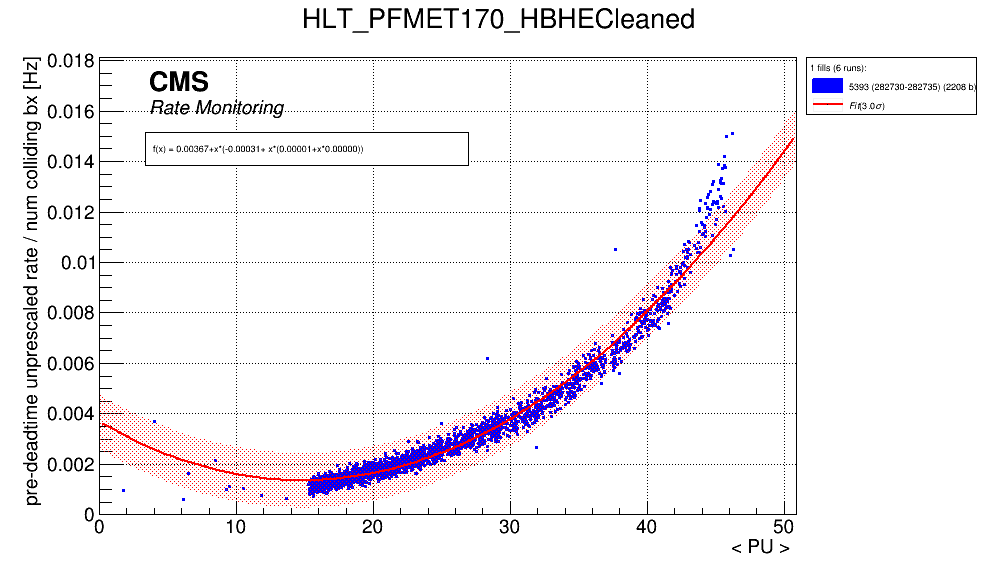 HLT_PFMET170_HBHECleaned
pre-deadtime unprescaled rate / num colliding bx [Hz]
0.018
0.016
0.014
0.012
0.01
0.008
0.006
0.004
0.002
0
CMS
Rate Monitoring
f(x) = 0.00367+x*(-0.00031+ x*(0.00001+x*0.00000))
0
10
20
30
40
50
< PU >
1 fills (6 runs):
5393 (282730-282735) (2208 b)
Fit(3.0σ)